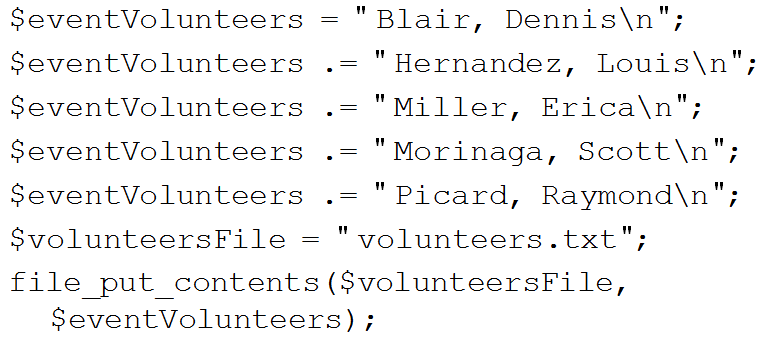 $eventVolunteers = "Blair, Dennis\n";
$eventVolunteers .= "Hernandez, Louis\n";
$eventVolunteers .= "Miller, Erica\n";
$eventVolunteers .= "Morinaga, Scott\n";
$eventVolunteers .= "Picard, Raymond\n";
$volunteersFile = "volunteers.txt";
file_put_contents($volunteersFile,
$eventVolunteers);